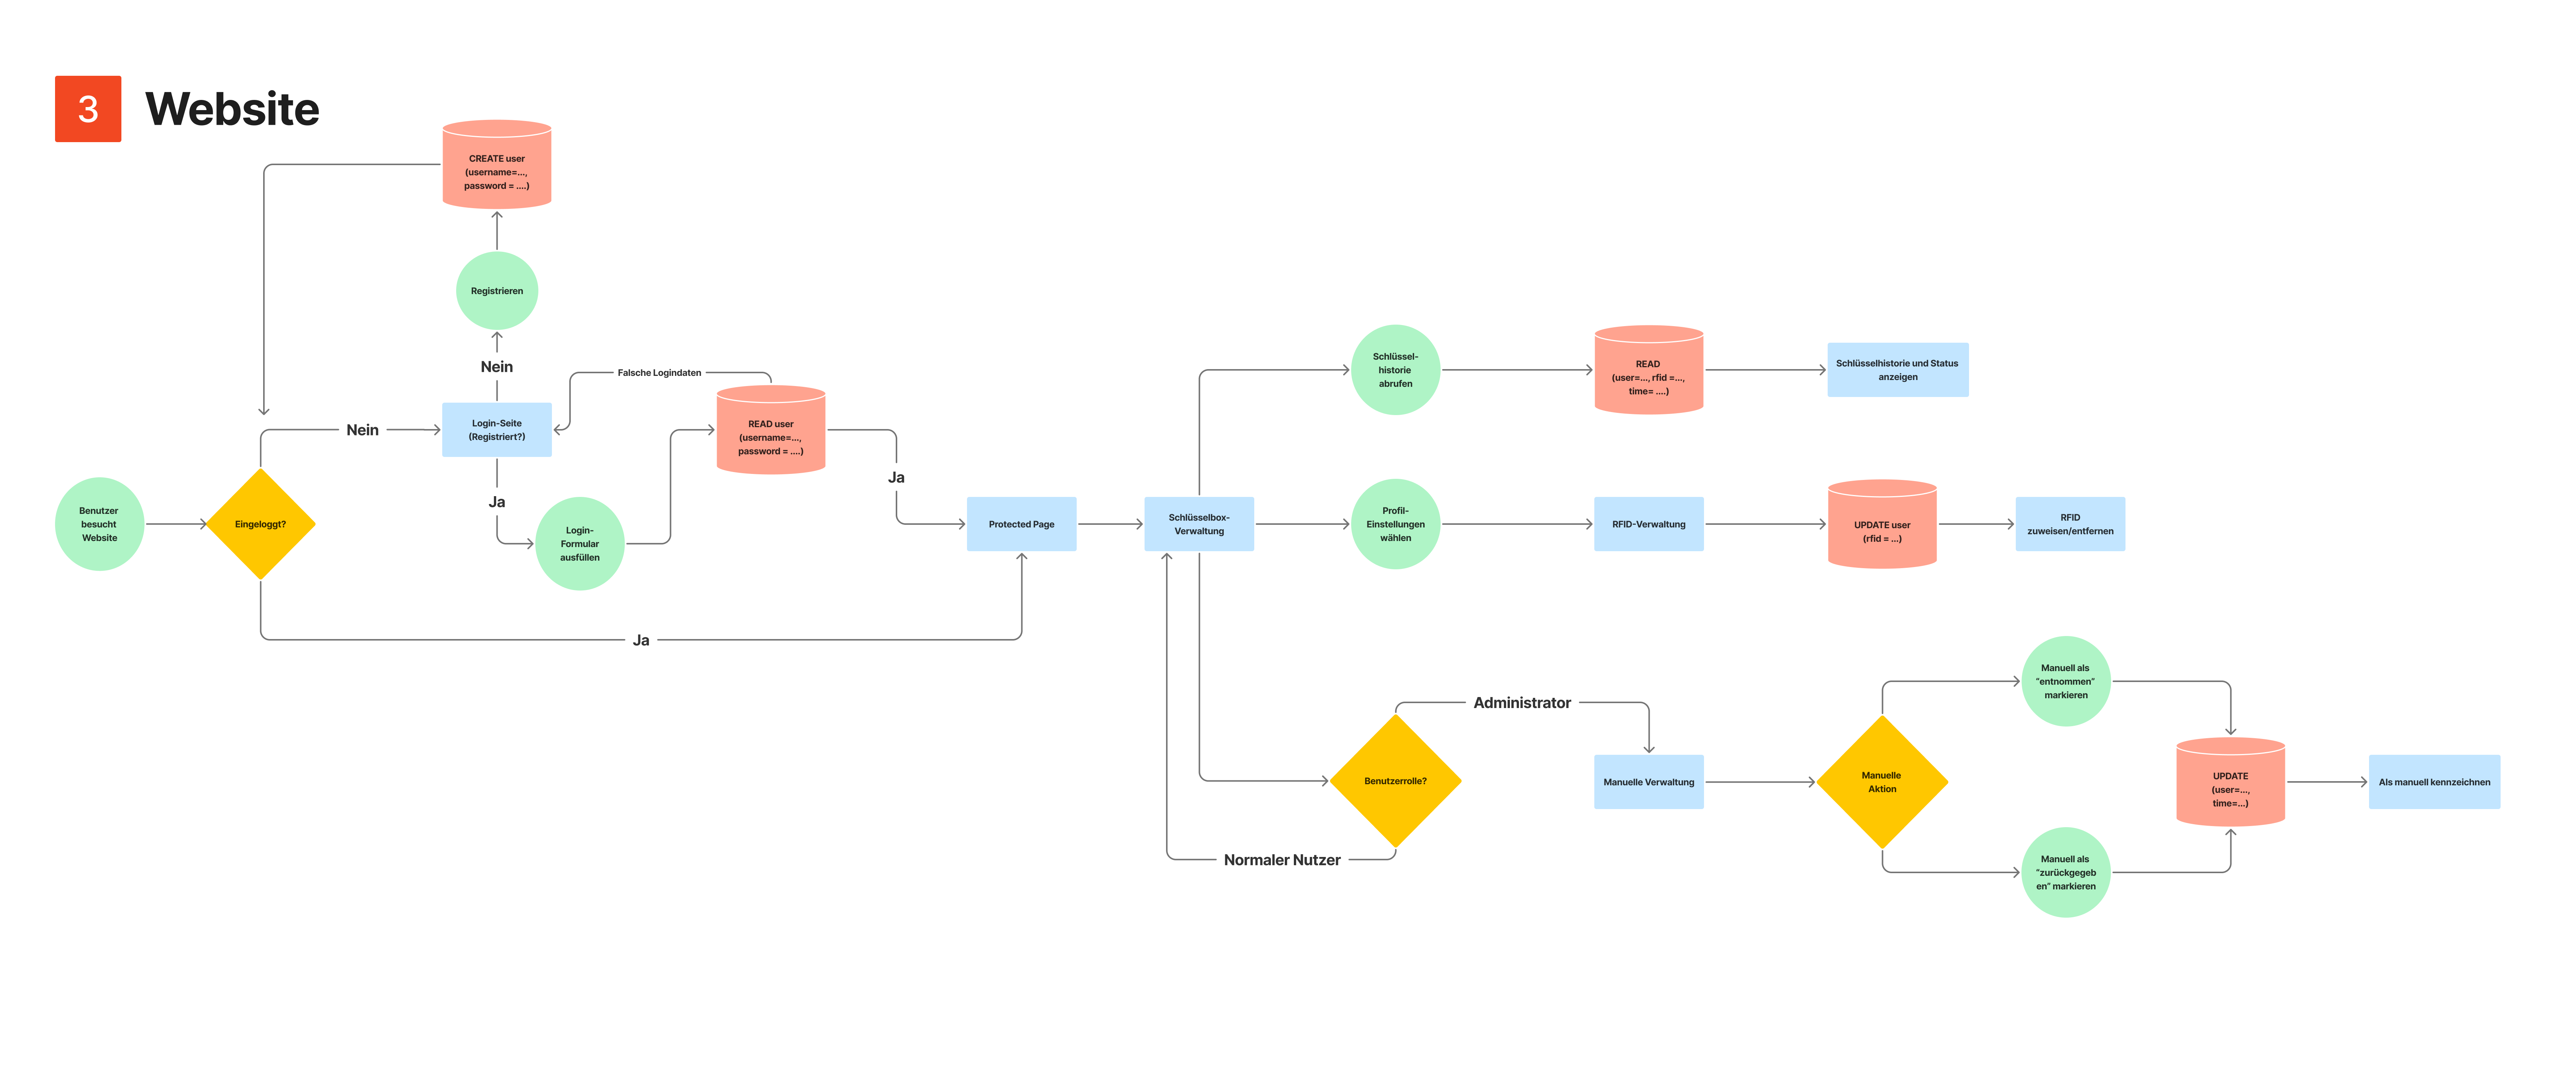 3
Website
CREATE user
(username=...,
password = ....)
Registrieren
Nein
Falsche Logindaten
Login-Seite
(Registriert?)
Nein
READ user
(username=...,
password = ....)
Ja
Ja
Benutzer
besucht
Website
Eingeloggt?
Login-
Formular
ausfüllen
Ja
Protected Page
Schlüsselbox-
Verwaltung
Schlüssel-
historie
abrufen
READ
(user=..., rfid =...,
time= ....)
Schlüsselhistorie und Status
anzeigen
Profil-
Einstellungen
wählen
RFID-Verwaltung
UPDATE user
(rfid = ...)
RFID
zuweisen/entfernen
Administrator
Benutzerrolle?
Normaler Nutzer
Manuelle Verwaltung
Manuelle
Aktion
Manuell als
“entnommen”
markieren
Manuell als
“zurückgegeb
en” markieren
UPDATE
(user=...,
time=...)
Als manuell kennzeichnen